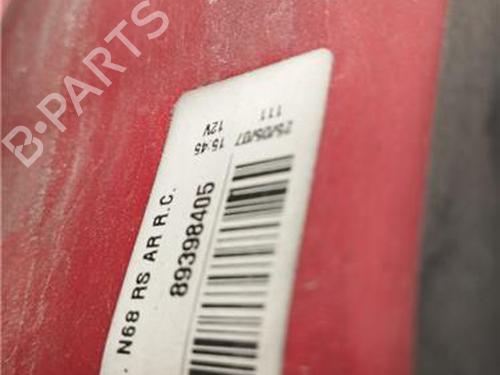 B-PARTS
25/05/07 15:45
111 12V
89398405
. N68 RS AR R.C.